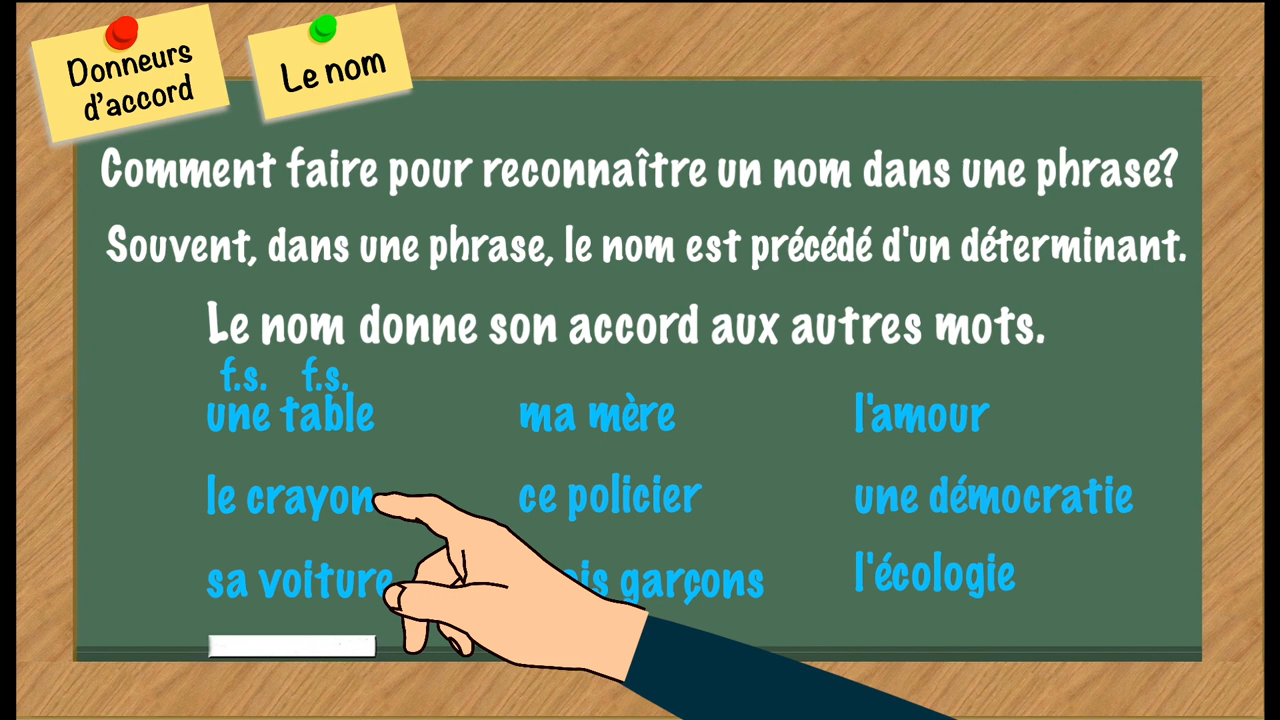 Donneurs
d'accord
Le nom
Comment faire pour reconnaître un nom dans une phrase?
Souvent, dans une phrase, le nom est précédé d'un déterminant.
Le nom donne son accord aux autres mots.
f.s. f.s.
une table ma mère l'amour
le crayon ce policier une démocratie
sa voiture garçons l'écologie